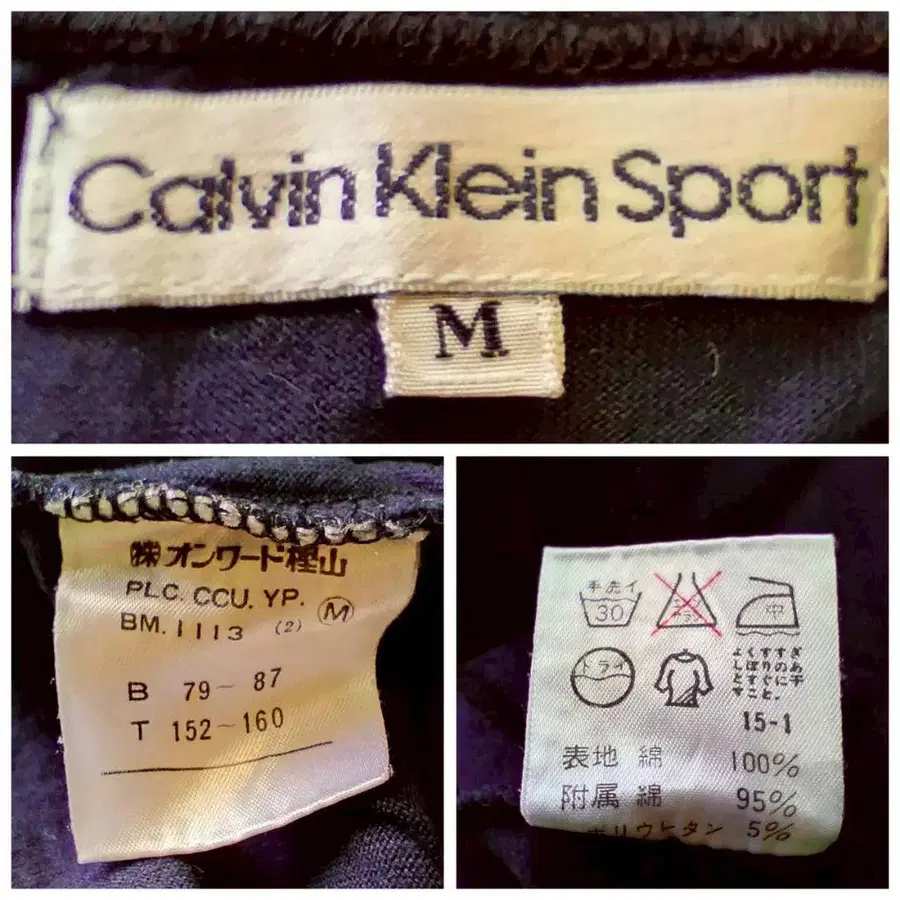 Calvin Klein Sport
M
㈱オンワード樫山
PLC. CCU. YP.
BM. 1113 (2) Ⓜ
B 79－87
T 152－160
手洗イ
30
中
ドライ
15-1
表地 綿 100%
附属 綿 95%
ポリウレタン 5%